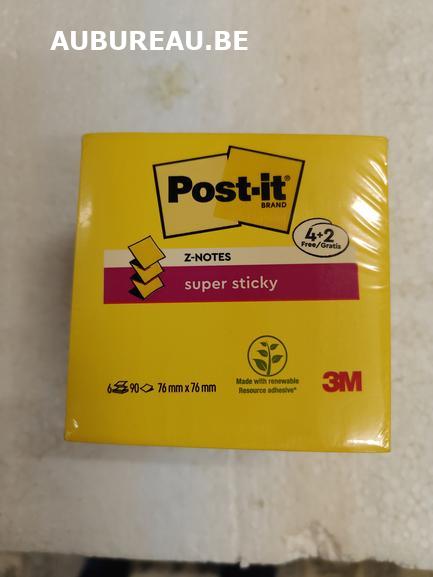 AUBUREAU.BE
Post-it®
BRAND
4+2
Free/Gratis
Z-NOTES
super sticky
Made with renewable
Resource adhesive*
3M
6 90 76 mm x 76 mm